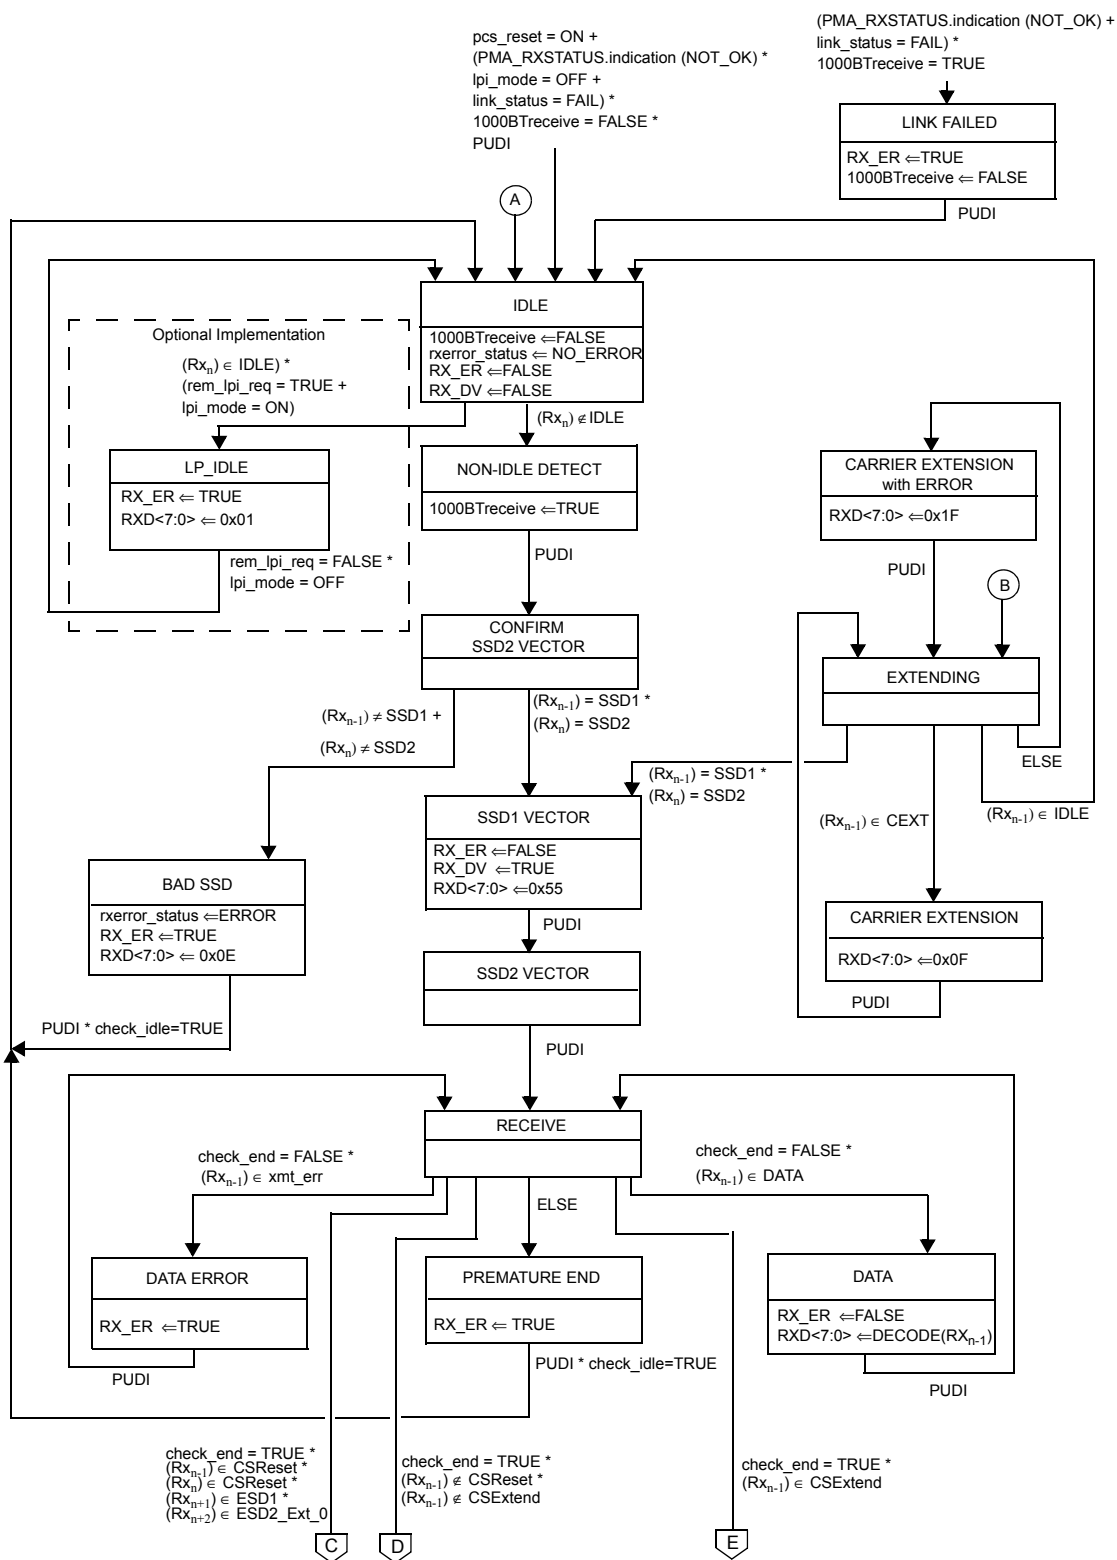 pcs_reset = ON +
(PMA_RXSTATUS.indication (NOT_OK) *
lpi_mode = OFF +
link_status = FAIL) *
1000BTreceive = FALSE *
PUDI
(PMA_RXSTATUS.indication (NOT_OK) +
link_status = FAIL) *
1000BTreceive = TRUE
LINK FAILED
RX_ER ⇐TRUE
1000BTreceive ⇐ FALSE
PUDI
A
IDLE
1000BTreceive ⇐FALSE
rxerror_status ⇐ NO_ERROR
RX_ER ⇐FALSE
RX_DV ⇐FALSE
Optional Implementation
(Rxn) ∈ IDLE) *
(rem_lpi_req = TRUE +
lpi_mode = ON)
(Rxn) ∉ IDLE
LP_IDLE
RX_ER ⇐ TRUE
RXD<7:0> ⇐ 0x01
rem_lpi_req = FALSE *
lpi_mode = OFF
NON-IDLE DETECT
1000BTreceive ⇐TRUE
PUDI
CARRIER EXTENSION
with ERROR
RXD<7:0> ⇐0x1F
PUDI
B
CONFIRM
SSD2 VECTOR
EXTENDING
(Rxn-1) ≠ SSD1 +
(Rxn) ≠ SSD2
(Rxn-1) = SSD1 *
(Rxn) = SSD2
ELSE
(Rxn-1) = SSD1 *
(Rxn) = SSD2
(Rxn-1) ∈ CEXT
(Rxn-1) ∈ IDLE
SSD1 VECTOR
RX_ER ⇐FALSE
RX_DV ⇐TRUE
RXD<7:0> ⇐0x55
PUDI
BAD SSD
rxerror_status ⇐ERROR
RX_ER ⇐TRUE
RXD<7:0> ⇐ 0x0E
CARRIER EXTENSION
RXD<7:0> ⇐0x0F
PUDI
SSD2 VECTOR
PUDI * check_idle=TRUE
PUDI
RECEIVE
check_end = FALSE *
(Rxn-1) ∈ xmt_err
ELSE
check_end = FALSE *
(Rxn-1) ∈ DATA
DATA ERROR
RX_ER ⇐TRUE
PUDI
PREMATURE END
RX_ER ⇐ TRUE
PUDI * check_idle=TRUE
DATA
RX_ER ⇐FALSE
RXD<7:0> ⇐DECODE(RXn-1)
PUDI
check_end = TRUE *
(Rxn-1) ∈ CSReset *
(Rxn) ∈ CSReset *
(Rxn+1) ∈ ESD1 *
(Rxn+2) ∈ ESD2_Ext_0
check_end = TRUE *
(Rxn-1) ∉ CSReset *
(Rxn-1) ∉ CSExtend
check_end = TRUE *
(Rxn-1) ∈ CSExtend
C
D
E